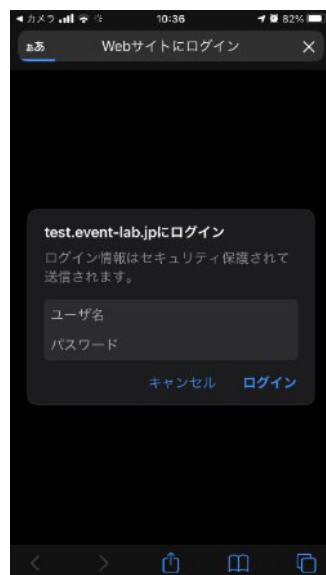 カメラ 10:36 82%
ああ Webサイトにログイン
test.event-lab.jpにログイン
ログイン情報はセキュリティ保護されて
送信されます。
ユーザ名
パスワード
キャンセル ログイン